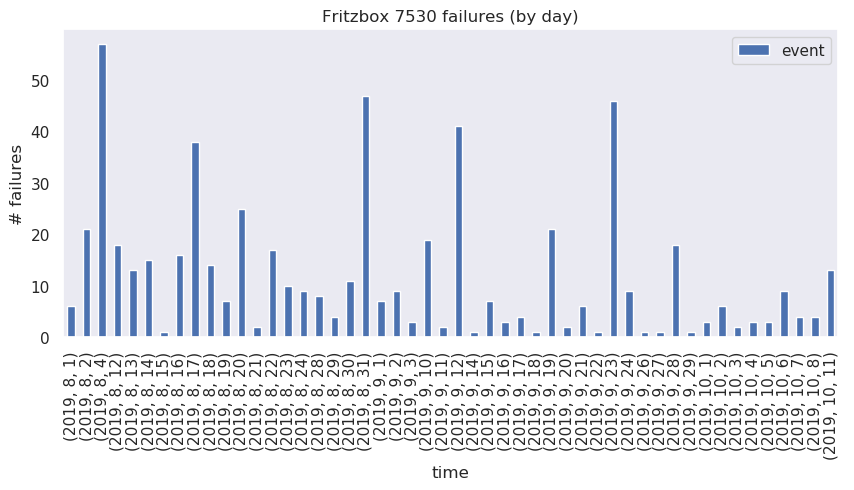 Fritzbox 7530 failures (by day)
event
# failures
50
40
30
20
10
0
(2019, 8, 1)
(2019, 8, 2)
(2019, 8, 4)
(2019, 8, 12)
(2019, 8, 13)
(2019, 8, 14)
(2019, 8, 15)
(2019, 8, 16)
(2019, 8, 17)
(2019, 8, 18)
(2019, 8, 19)
(2019, 8, 20)
(2019, 8, 21)
(2019, 8, 22)
(2019, 8, 23)
(2019, 8, 24)
(2019, 8, 28)
(2019, 8, 29)
(2019, 8, 30)
(2019, 8, 31)
(2019, 9, 1)
(2019, 9, 2)
(2019, 9, 3)
(2019, 9, 10)
(2019, 9, 11)
(2019, 9, 12)
(2019, 9, 14)
(2019, 9, 15)
(2019, 9, 16)
(2019, 9, 17)
(2019, 9, 18)
(2019, 9, 19)
(2019, 9, 20)
(2019, 9, 21)
(2019, 9, 22)
(2019, 9, 23)
(2019, 9, 24)
(2019, 9, 26)
(2019, 9, 27)
(2019, 9, 28)
(2019, 9, 29)
(2019, 10, 1)
(2019, 10, 2)
(2019, 10, 3)
(2019, 10, 4)
(2019, 10, 5)
(2019, 10, 6)
(2019, 10, 7)
(2019, 10, 8)
(2019, 10, 11)
time